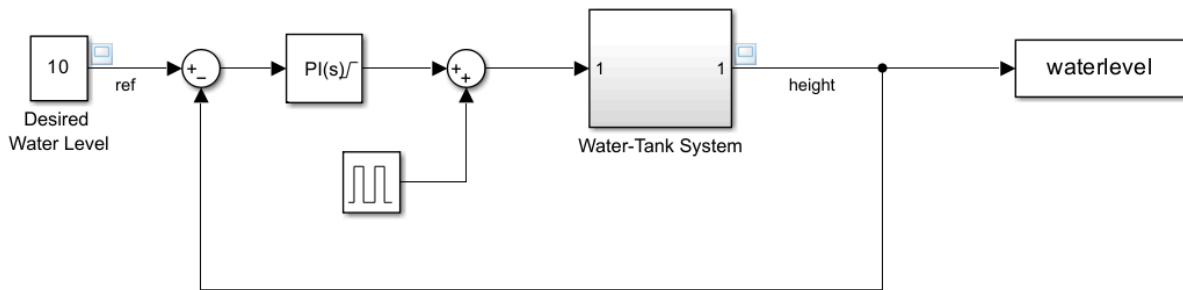 10
ref
Desired
Water Level
+
−
PI(s)
+
+
1
1
Water-Tank System
height
waterlevel